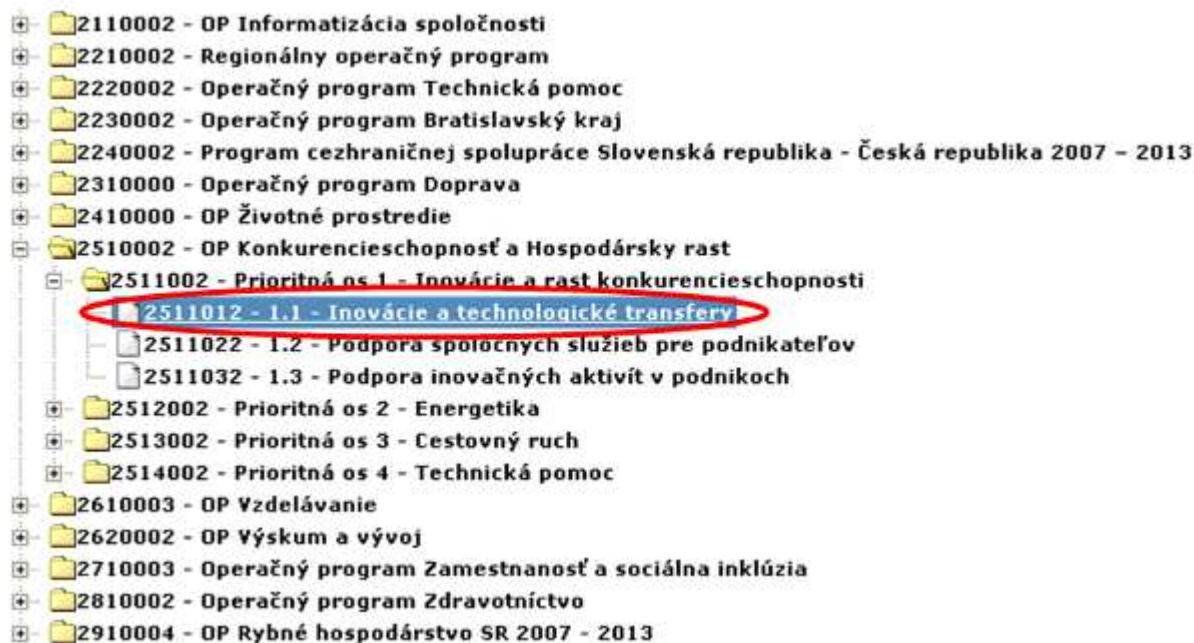 2110002 - OP Informatizácia spoločnosti
2210002 - Regionálny operačný program
2220002 - Operačný program Technická pomoc
2230002 - Operačný program Bratislavský kraj
2240002 - Program cezhraničnej spolupráce Slovenská republika - Česká republika 2007 – 2013
2310000 - Operačný program Doprava
2410000 - OP Životné prostredie
2510002 - OP Konkurencieschopnosť a Hospodársky rast
2511002 - Prioritná os 1 - Inovácie a rast konkurencieschopnosti
2511012 - 1.1 - Inovácie a technologické transfery
2511022 - 1.2 - Podpora spoločných služieb pre podnikateľov
2511032 - 1.3 - Podpora inovačných aktivít v podnikoch
2512002 - Prioritná os 2 - Energetika
2513002 - Prioritná os 3 - Cestovný ruch
2514002 - Prioritná os 4 - Technická pomoc
2610003 - OP Vzdelávanie
2620002 - OP Výskum a vývoj
2710003 - Operačný program Zamestnanosť a sociálna inklúzia
2810002 - Operačný program Zdravotníctvo
2910004 - OP Rybné hospodárstvo SR 2007 - 2013